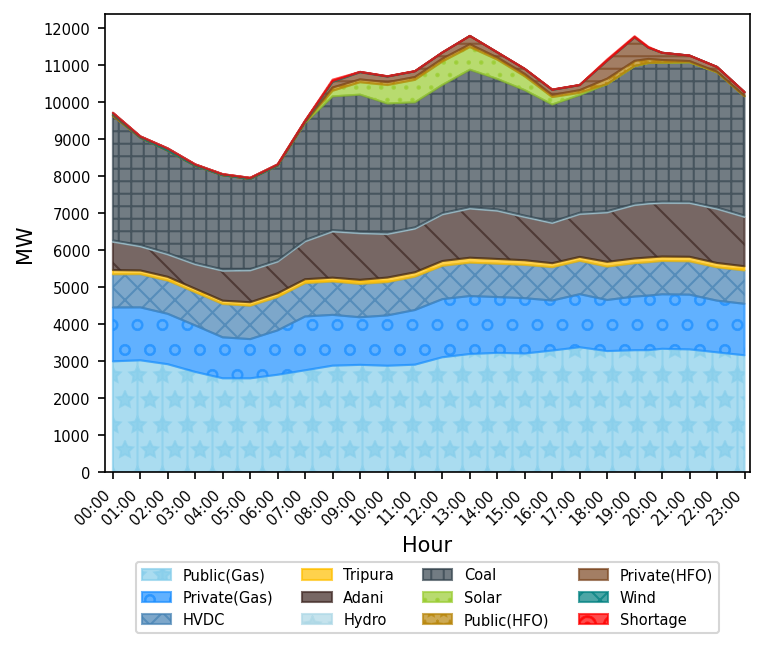 12000
11000
10000
9000
8000
7000
6000
5000
4000
3000
2000
1000
0
MW
00:00 01:00 02:00 03:00 04:00 05:00 06:00 07:00 08:00 09:00 10:00 11:00 12:00 13:00 14:00 15:00 16:00 17:00 18:00 19:00 20:00 21:00 22:00 23:00
Hour
Public(Gas) Tripura Coal Private(HFO)
Private(Gas) Adani Solar Wind
HVDC Hydro Public(HFO) Shortage